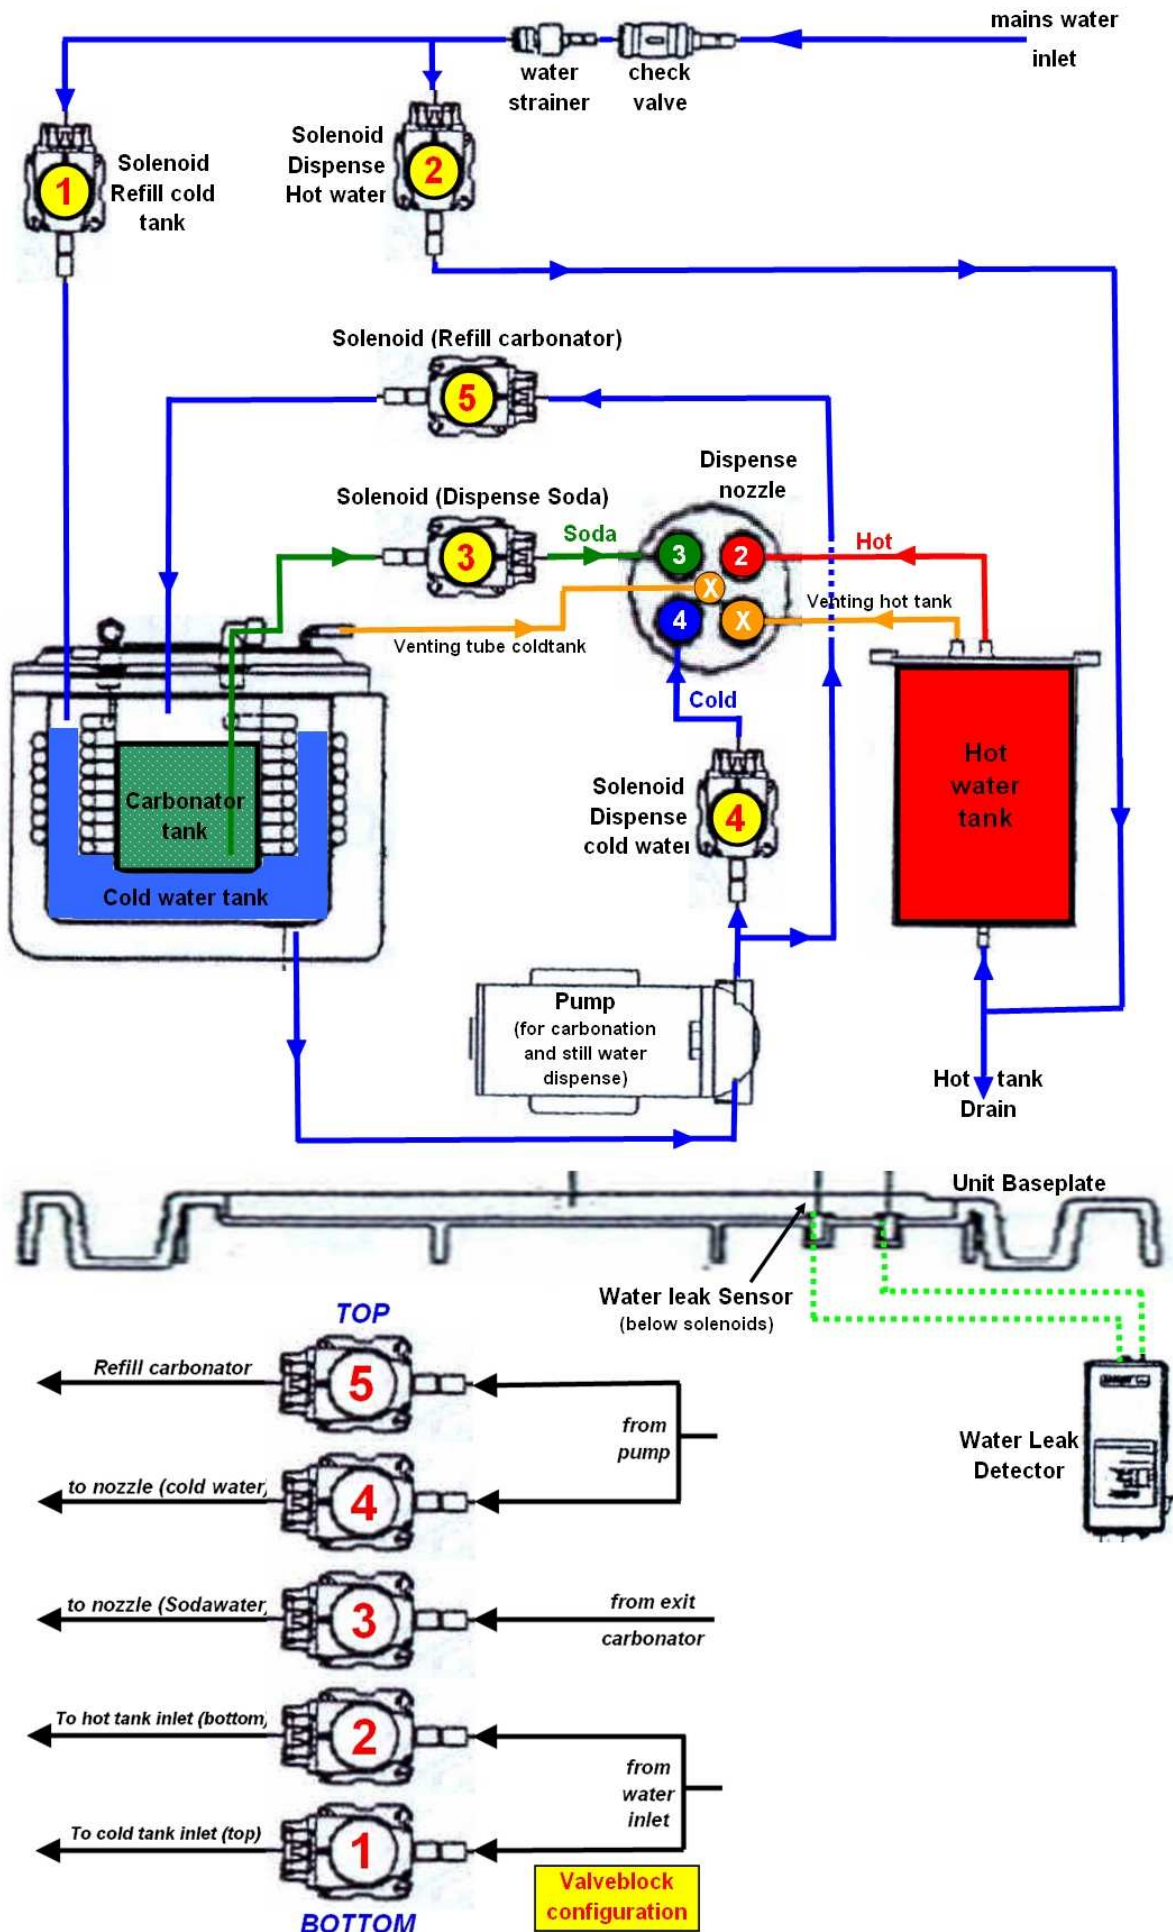 mains water
inlet
water
strainer
check
valve
1
Solenoid
Refill cold
tank
Solenoid
Dispense
Hot water
2
Solenoid (Refill carbonator)
5
Dispense
nozzle
Solenoid (Dispense Soda)
3
Soda
3
2
Hot
X
4
X
Venting hot tank
Venting tube coldtank
Cold
Carbonator
tank
Cold water tank
Solenoid
Dispense
cold water
4
Hot
water
tank
Pump
(for carbonation
and still water
dispense)
Hot tank
Drain
Unit Baseplate
Water leak Sensor
(below solenoids)
Water Leak
Detector
TOP
Refill carbonator
5
from
pump
to nozzle (cold water)
4
to nozzle (Sodawater)
3
from exit
carbonator
To hot tank inlet (bottom)
2
from
water
inlet
To cold tank inlet (top)
1
BOTTOM
Valveblock
configuration